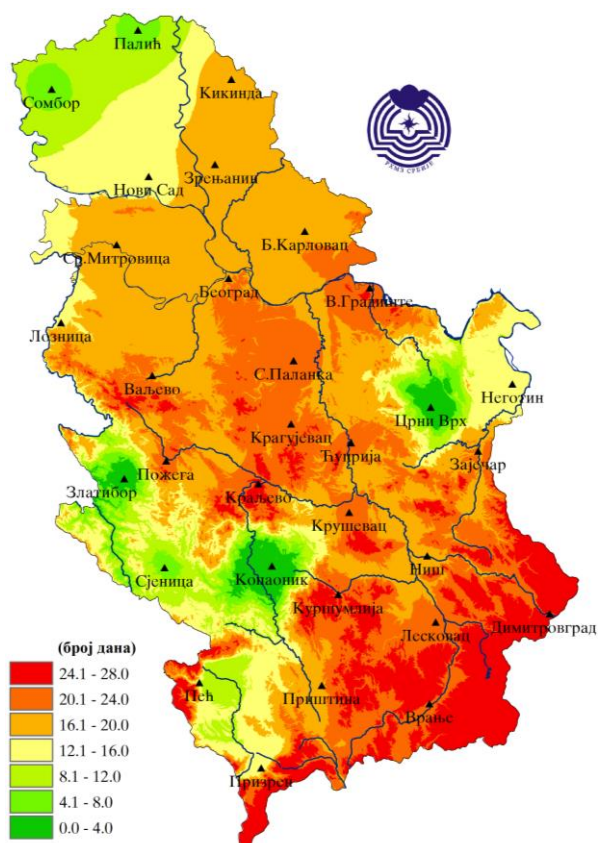 Палић
Сомбор
Кикинда
РХМЗ СРБИЈЕ
Нови Сад
Зрењанин
Б.Карловац
Ср.Митровица
Београд
В.Градиште
Лозница
Ваљево
С.Паланка
Неготин
Црни Врх
Крагујевац
Ћуприја
Зајечар
Пожега
Златибор
Краљево
Крушевац
Ниш
Сјеница
Копаоник
Куршумлија
Димитровград
Лесковац
(број дана)
24.1 - 28.0
20.1 - 24.0
16.1 - 20.0
12.1 - 16.0
8.1 - 12.0
4.1 - 8.0
0.0 - 4.0
Пећ
Приштина
Врање
Призрен